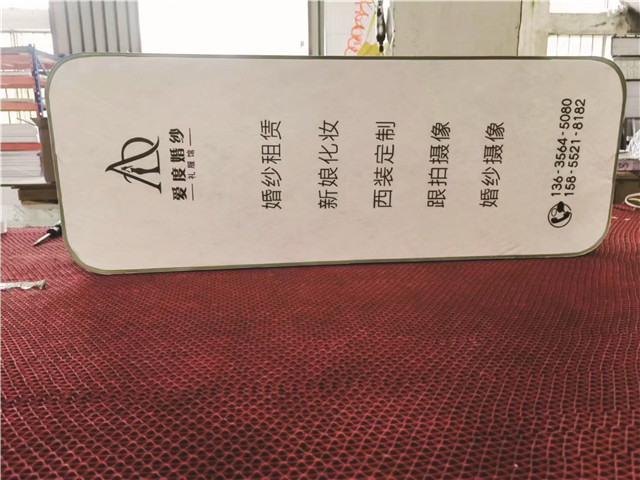 爱度婚纱
礼服馆
婚纱租赁
新娘化妆
西装定制
跟拍摄像
婚纱摄像
136-3564-5080
158-5521-8182